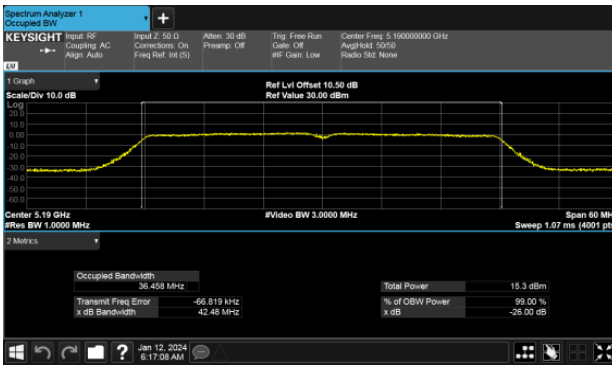 Spectrum Analyzer 1
Occupied BW
+
KEYSIGHT Input: RF Input Z: 50 Ω Atten: 30 dB Trig: Free Run Center Freq: 5.190000000 GHz
Coupling: AC Corrections: On Preamp: Off Gate: Off Avg|Hold: 50/50
Align: Auto Freq Ref: Int (S) #IF Gain: Low Radio Std: None
LXI
1 Graph
Ref Lvl Offset 10.50 dB
Scale/Div 10.0 dB Ref Value 30.00 dBm
Log
20.0
10.0
0.00
-10.0
-20.0
-30.0
-40.0
-50.0
-60.0
Center 5.19 GHz #Video BW 3.0000 MHz Span 60 MH
#Res BW 1.0000 MHz Sweep 1.07 ms (4001 pts
2 Metrics
Occupied Bandwidth
36.458 MHz Total Power 15.3 dBm
Transmit Freq Error -66.819 kHz % of OBW Power 99.00 %
x dB Bandwidth 42.48 MHz x dB -26.00 dB
? Jan 12, 2024
6:17:08 AM